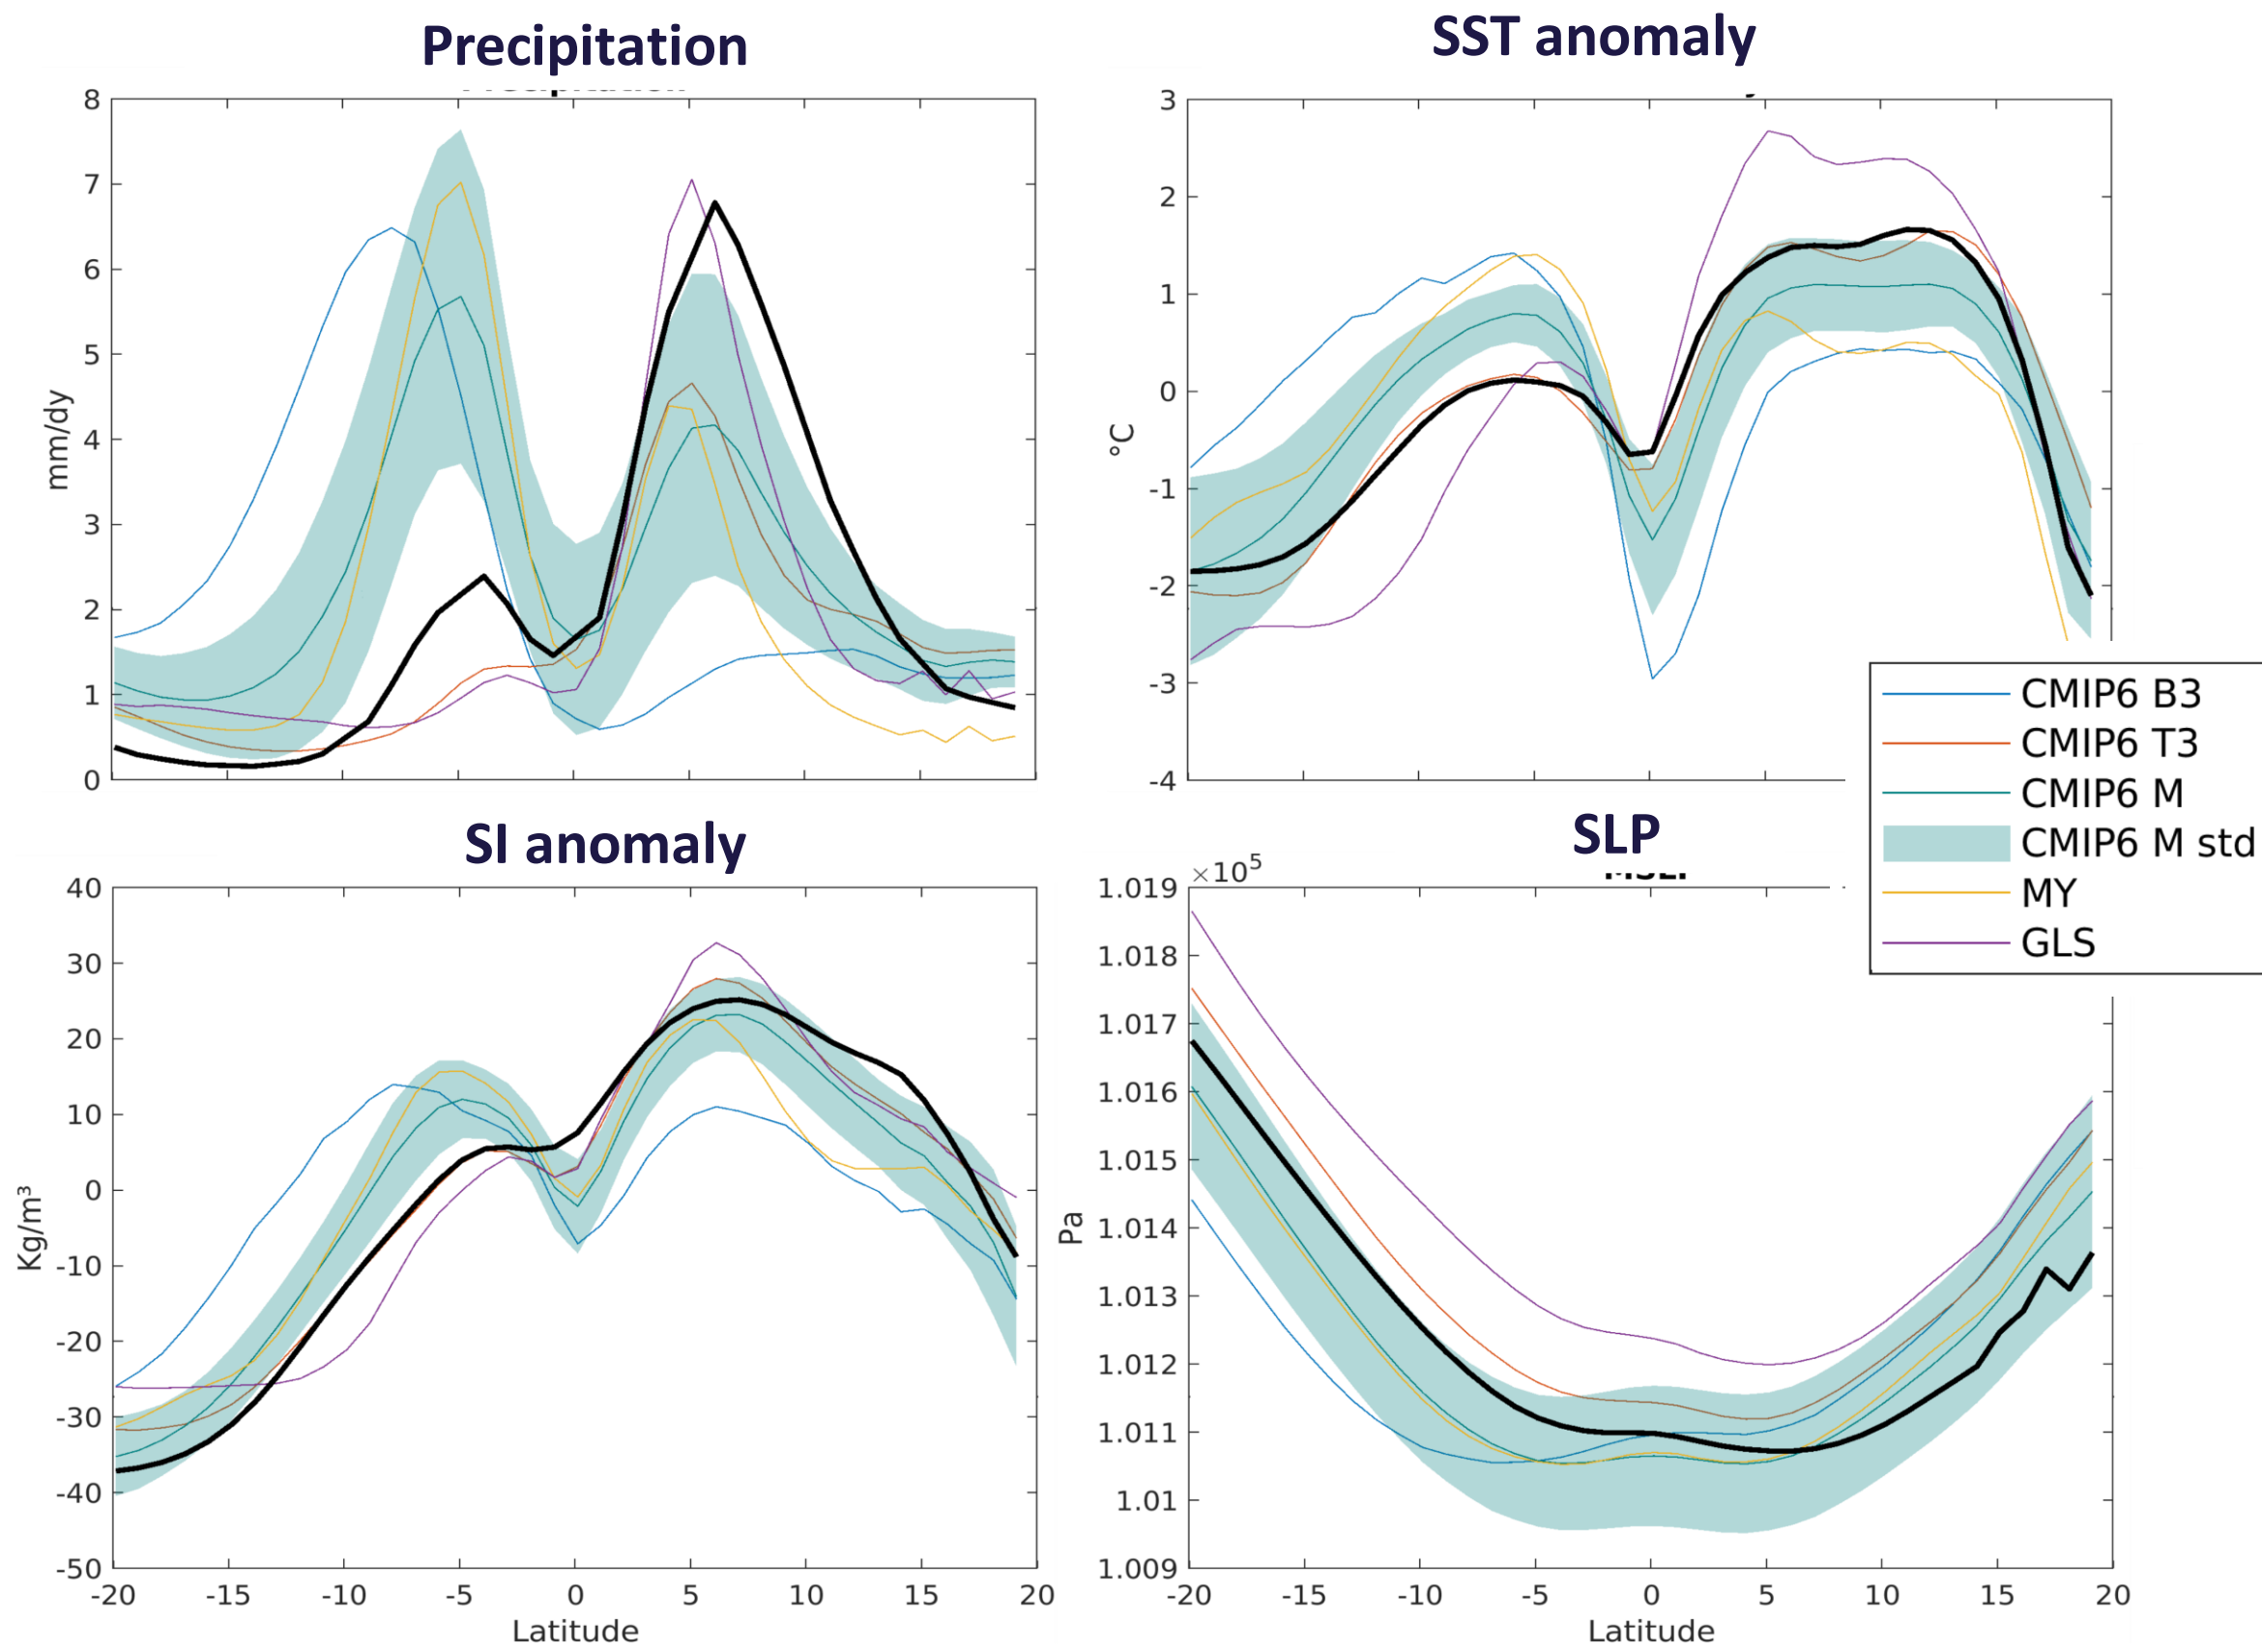 Precipitation
SST anomaly
8
7
6
5
4
3
2
1
0
mm/dy
3
2
1
0
-1
-2
-3
-4
°C
CMIP6 B3
CMIP6 T3
CMIP6 M
CMIP6 M std
MY
GLS
SI anomaly
SLP
40
30
20
10
0
-10
-20
-30
-40
-50
Kg/m³
-20 -15 -10 -5 0 5 10 15 20
Latitude
×10⁵
1.019
1.018
1.017
1.016
1.015
1.014
1.013
1.012
1.011
1.01
1.009
Pa
-20 -15 -10 -5 0 5 10 15 20
Latitude